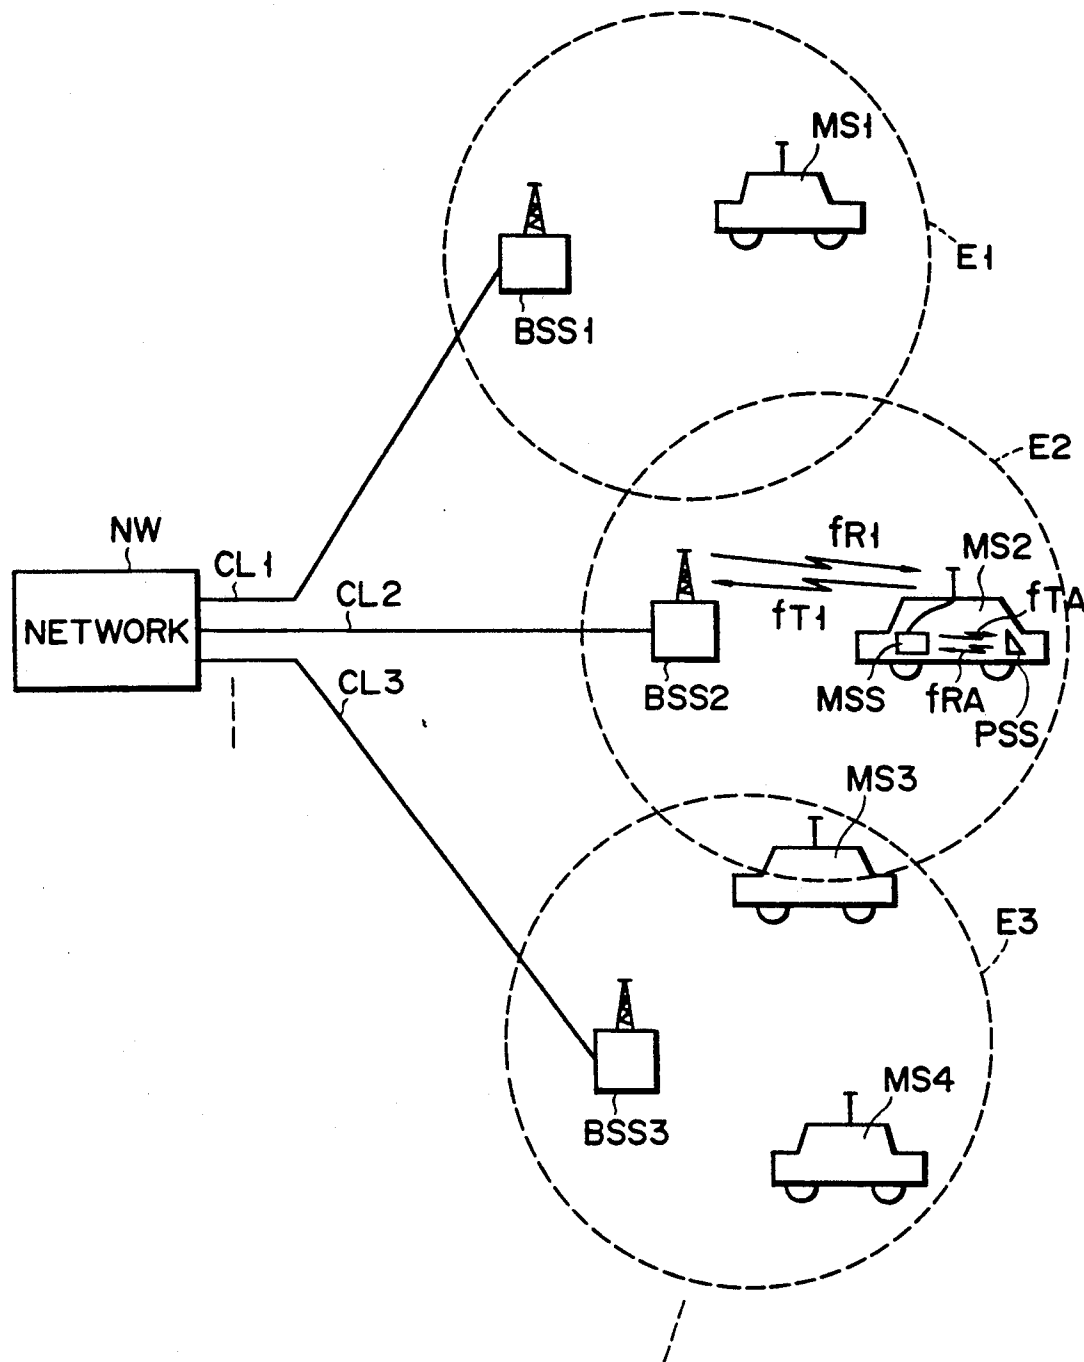 MS1
E1
BSS1
E2
NW
fR1
MS2
CL1
CL2
fT1
fTA
NETWORK
CL3
BSS2
MSS
fRA
PSS
MS3
E3
MS4
BSS3